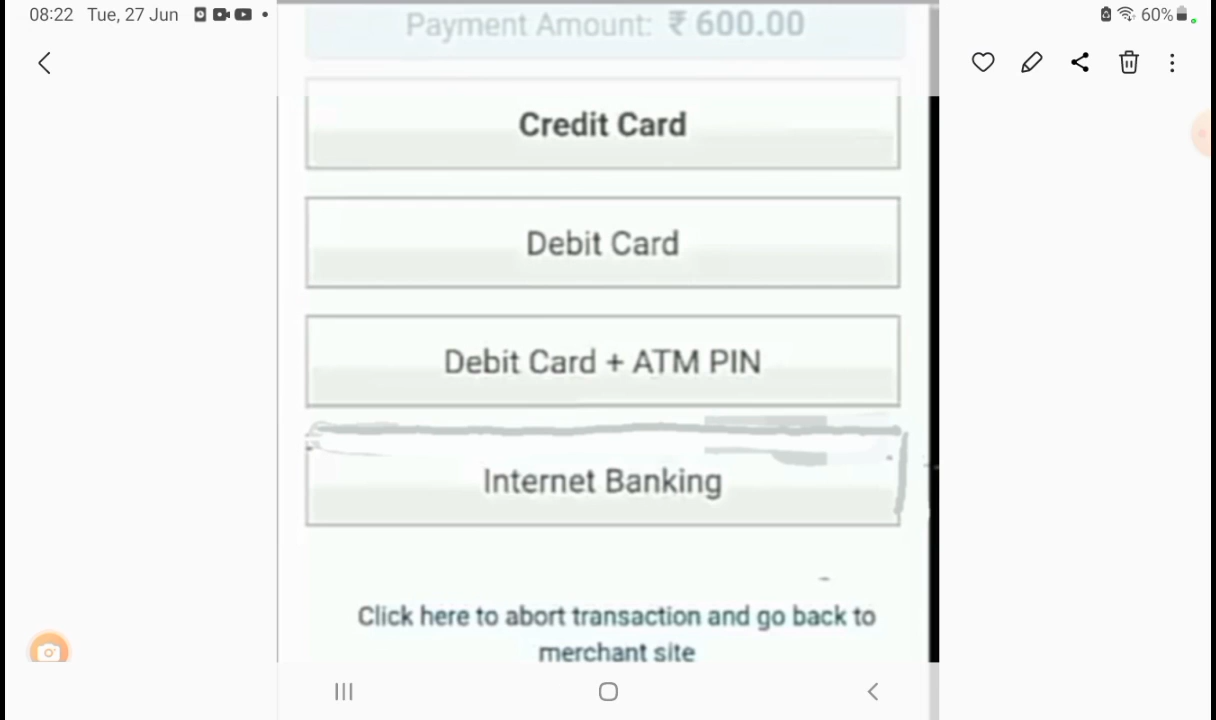 08:22 Tue, 27 Jun
60%
Payment Amount: ₹ 600.00
Credit Card
Debit Card
Debit Card + ATM PIN
Internet Banking
Click here to abort transaction and go back to
merchant site